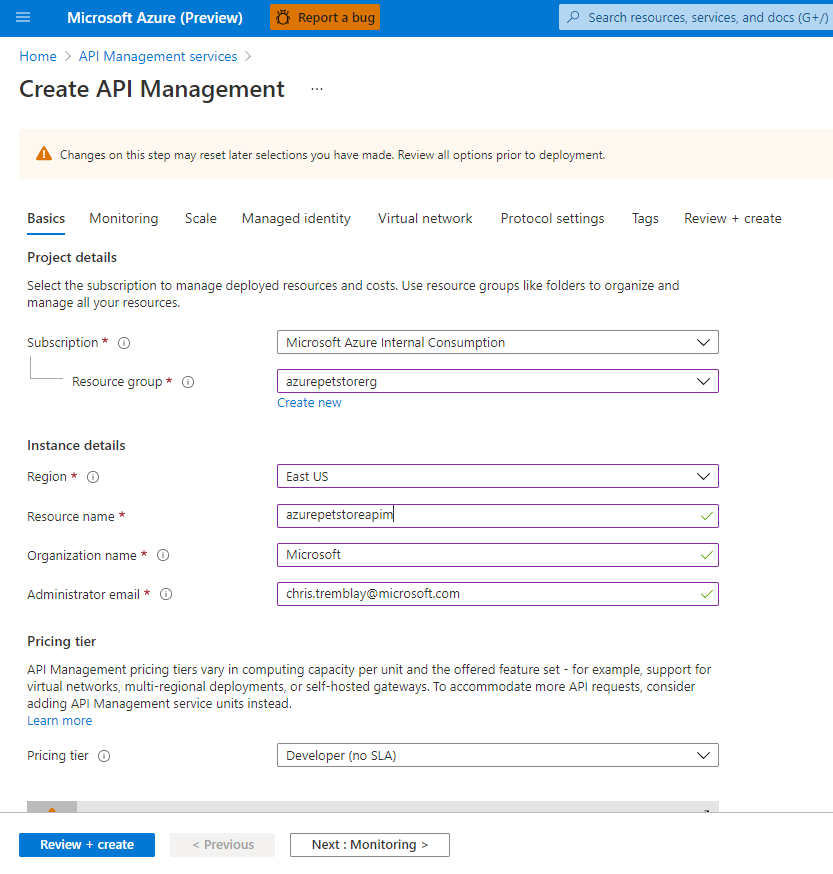 Microsoft Azure (Preview) Report a bug Search resources, services, and docs (G+/)
Home > API Management services >
Create API Management ...
Changes on this step may reset later selections you have made. Review all options prior to deployment.
Basics Monitoring Scale Managed identity Virtual network Protocol settings Tags Review + create
Project details
Select the subscription to manage deployed resources and costs. Use resource groups like folders to organize and
manage all your resources.
Subscription * Microsoft Azure Internal Consumption
Resource group * azurepetstorerg
Create new
Instance details
Region * East US
Resource name * azurepetstoreapim
Organization name * Microsoft
Administrator email * chris.tremblay@microsoft.com
Pricing tier
API Management pricing tiers vary in computing capacity per unit and the offered feature set - for example, support for
virtual networks, multi-regional deployments, or self-hosted gateways. To accommodate more API requests, consider
adding API Management service units instead.
Learn more
Pricing tier Developer (no SLA)
Review + create < Previous Next : Monitoring >